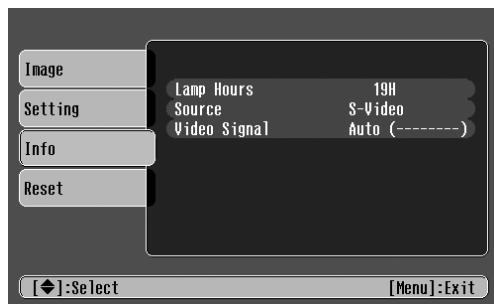 Image
Setting
Info
Reset
Lamp Hours 19H
Source S-Video
Video Signal Auto (--------)
[◆]:Select [Menu]:Exit